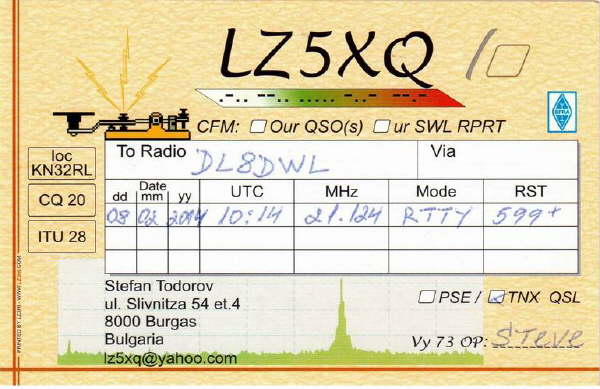 LZ5XQ /
CFM: Our QSO(s) ur SWL RPRT
BFRA
loc
KN32RL
CQ 20
ITU 28
To Radio DL8DWL Via
Date
dd mm yy UTC MHz Mode RST
08 02 2014 10:14 21.124 RTTY 599+
Stefan Todorov
ul. Slivnitza 54 et.4
8000 Burgas
Bulgaria
lz5xq@yahoo.com
PSE / TNX QSL
Vy 73 OP: Steve